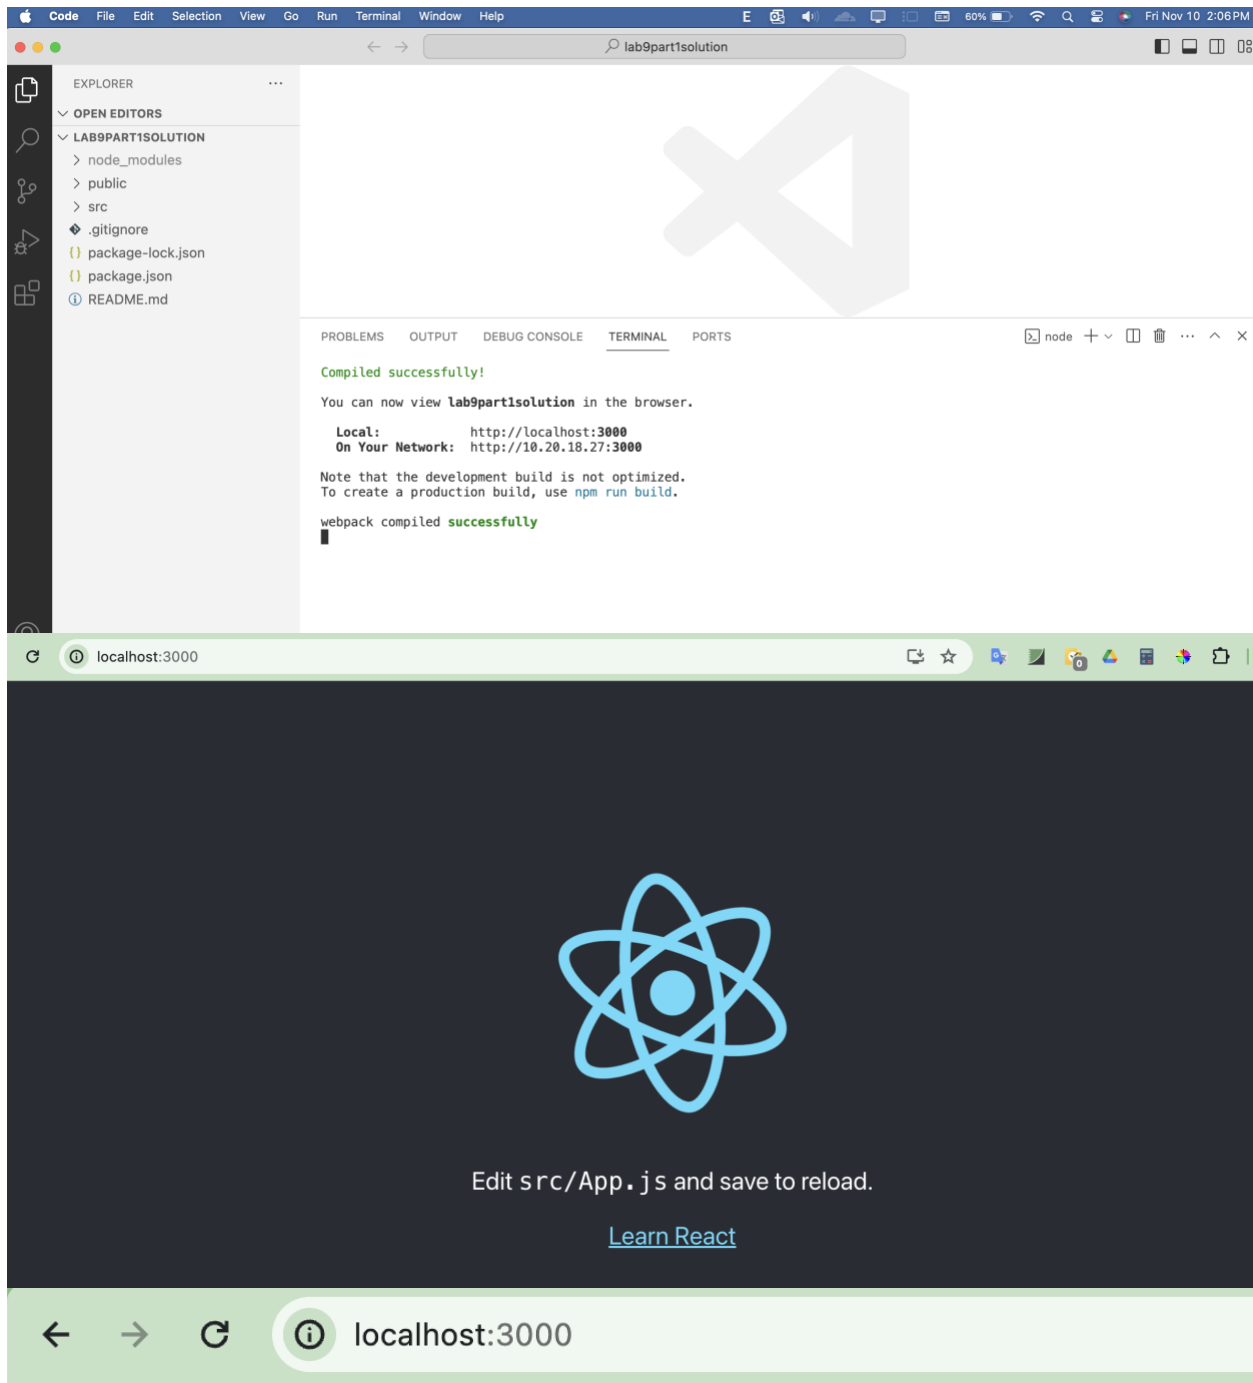 Code File Edit Selection View Go Run Terminal Window Help E 60% Fri Nov 10 2:06 PM
lab9part1solution
EXPLORER
OPEN EDITORS
LAB9PART1SOLUTION
node_modules
public
src
.gitignore
{} package-lock.json
{} package.json
README.md
PROBLEMS OUTPUT DEBUG CONSOLE TERMINAL PORTS node
Compiled successfully!
You can now view lab9part1solution in the browser.
Local: http://localhost:3000
On Your Network: http://10.20.18.27:3000
Note that the development build is not optimized.
To create a production build, use npm run build.
webpack compiled successfully
localhost:3000 0
Edit src/App.js and save to reload.
Learn React
localhost:3000